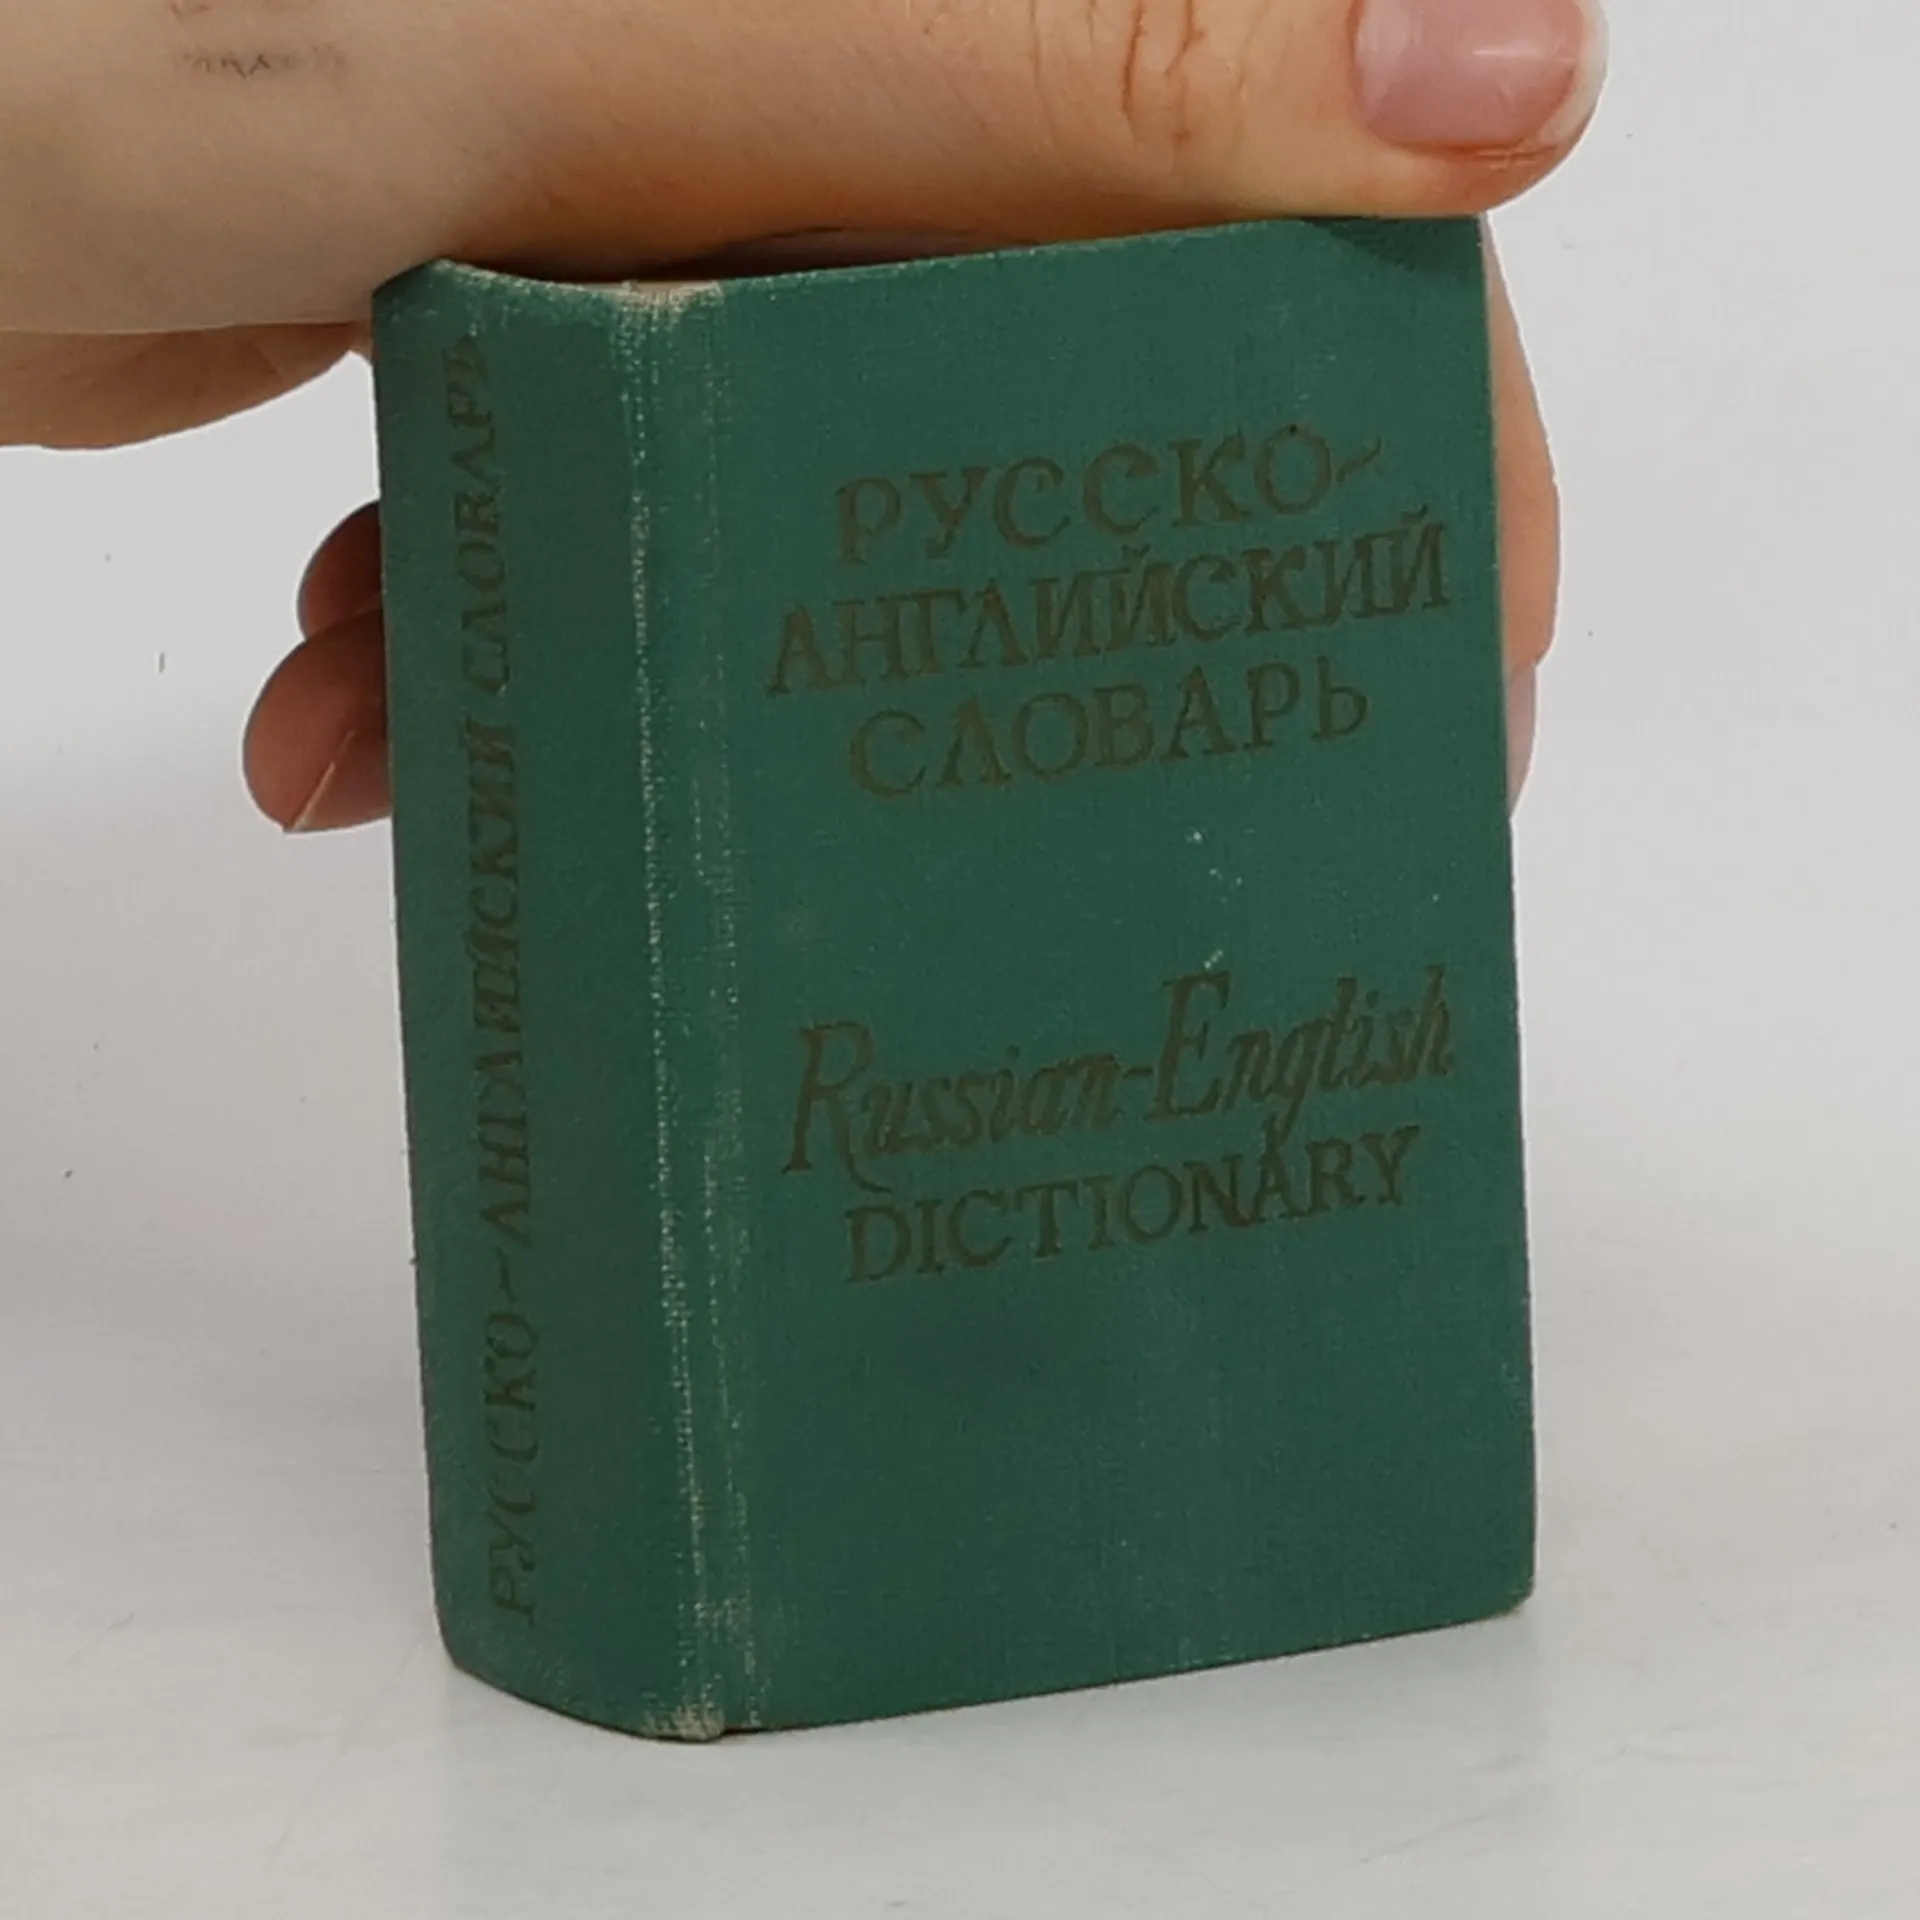 РУССКО-АНГЛИЙСКИЙ СЛОВАРЬ
РУССКО-
АНГЛИЙСКИЙ
СЛОВАРЬ
Russian-English
DICTIONARY